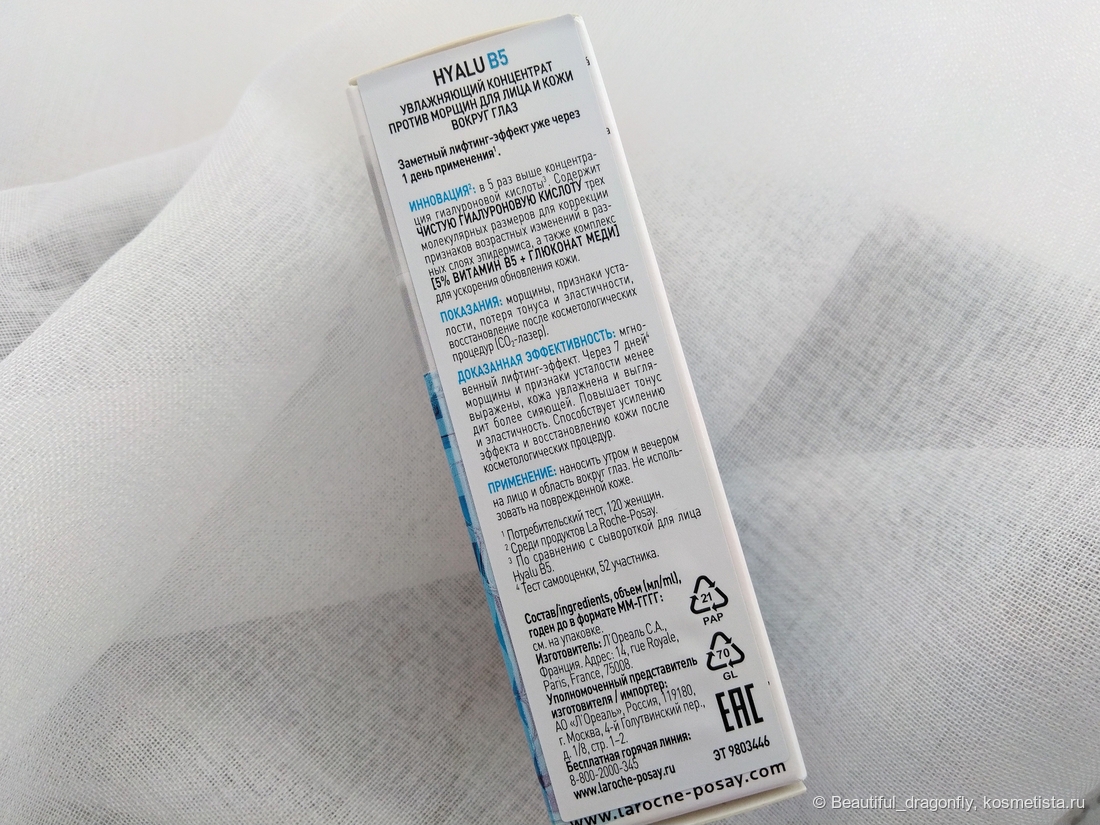 HYALU B5
УВЛАЖНЯЮЩИЙ КОНЦЕНТРАТ
ПРОТИВ МОРЩИН ДЛЯ ЛИЦА И КОЖИ
ВОКРУГ ГЛАЗ
Заметный лифтинг-эффект уже через
1 день применения¹.
ИННОВАЦИЯ²: в 5 раз выше концентра-
ция гиалуроновой кислоты³. Содержит
ЧИСТУЮ ГИАЛУРОНОВУЮ КИСЛОТУ трех
молекулярных размеров для коррекции
признаков возрастных изменений в раз-
ных слоях эпидермиса, а также комплекс
[5% ВИТАМИН B5 + ГЛЮКОНАТ МЕДИ]
для ускорения обновления кожи.
ПОКАЗАНИЯ: морщины, признаки уста-
лости, потеря тонуса и эластичности,
восстановление после косметологических
процедур (CO₂-лазер).
ДОКАЗАННАЯ ЭФФЕКТИВНОСТЬ: мгно-
венный лифтинг-эффект. Через 7 дней⁴
морщины и признаки усталости менее
выражены, кожа увлажнена и выгля-
дит более сияющей. Повышает тонус
и эластичность. Способствует усилению
эффекта и восстановлению кожи после
косметологических процедур.
ПРИМЕНЕНИЕ: наносить утром и вечером
на лицо и область вокруг глаз. Не исполь-
зовать на поврежденной коже.
¹ Потребительский тест, 120 женщин.
² Среди продуктов La Roche-Posay.
³ По сравнению с сывороткой для лица
Hyalu B5.
⁴ Тест самооценки, 52 участника.
Состав/ingredients, объем (мл/ml),
годен до в формате ММ-ГГГГ:
см. на упаковке.
Изготовитель: Л'Ореаль С.А.,
Франция. Адрес: 14, rue Royale,
Paris, France, 75008.
Уполномоченный представитель
изготовителя / импортер:
АО «Л'Ореаль», Россия, 119180,
г. Москва, 4-й Голутвинский пер.,
д. 1/8, стр. 1–2.
Бесплатная горячая линия:
8-800-2000-345
www.laroche-posay.ru
21
PAP
70
GL
EAC
ЭТ 9803446
www.laroche-posay.com
© Beautiful_dragonfly, kosmetista.ru